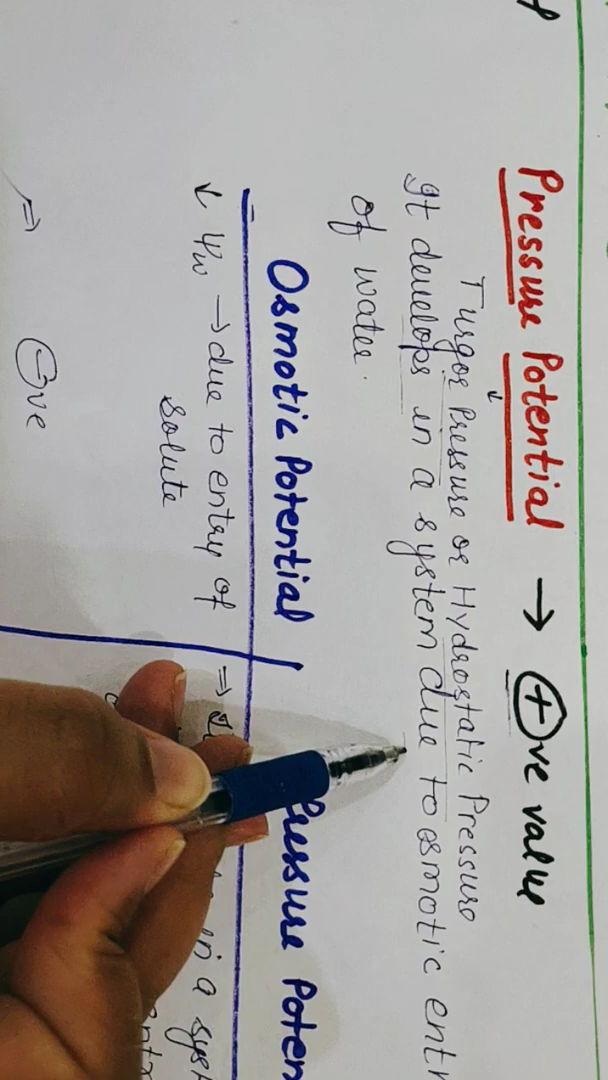 Pressure Potential → +ve value
Turgor Pressure or Hydrostatic Pressure
It develops in a system due to osmotic entr
of water.
Osmotic Potential
Pressure Poten
↓ Ψw → due to entry of
solute
⇒
in a syst
⇒ -ve